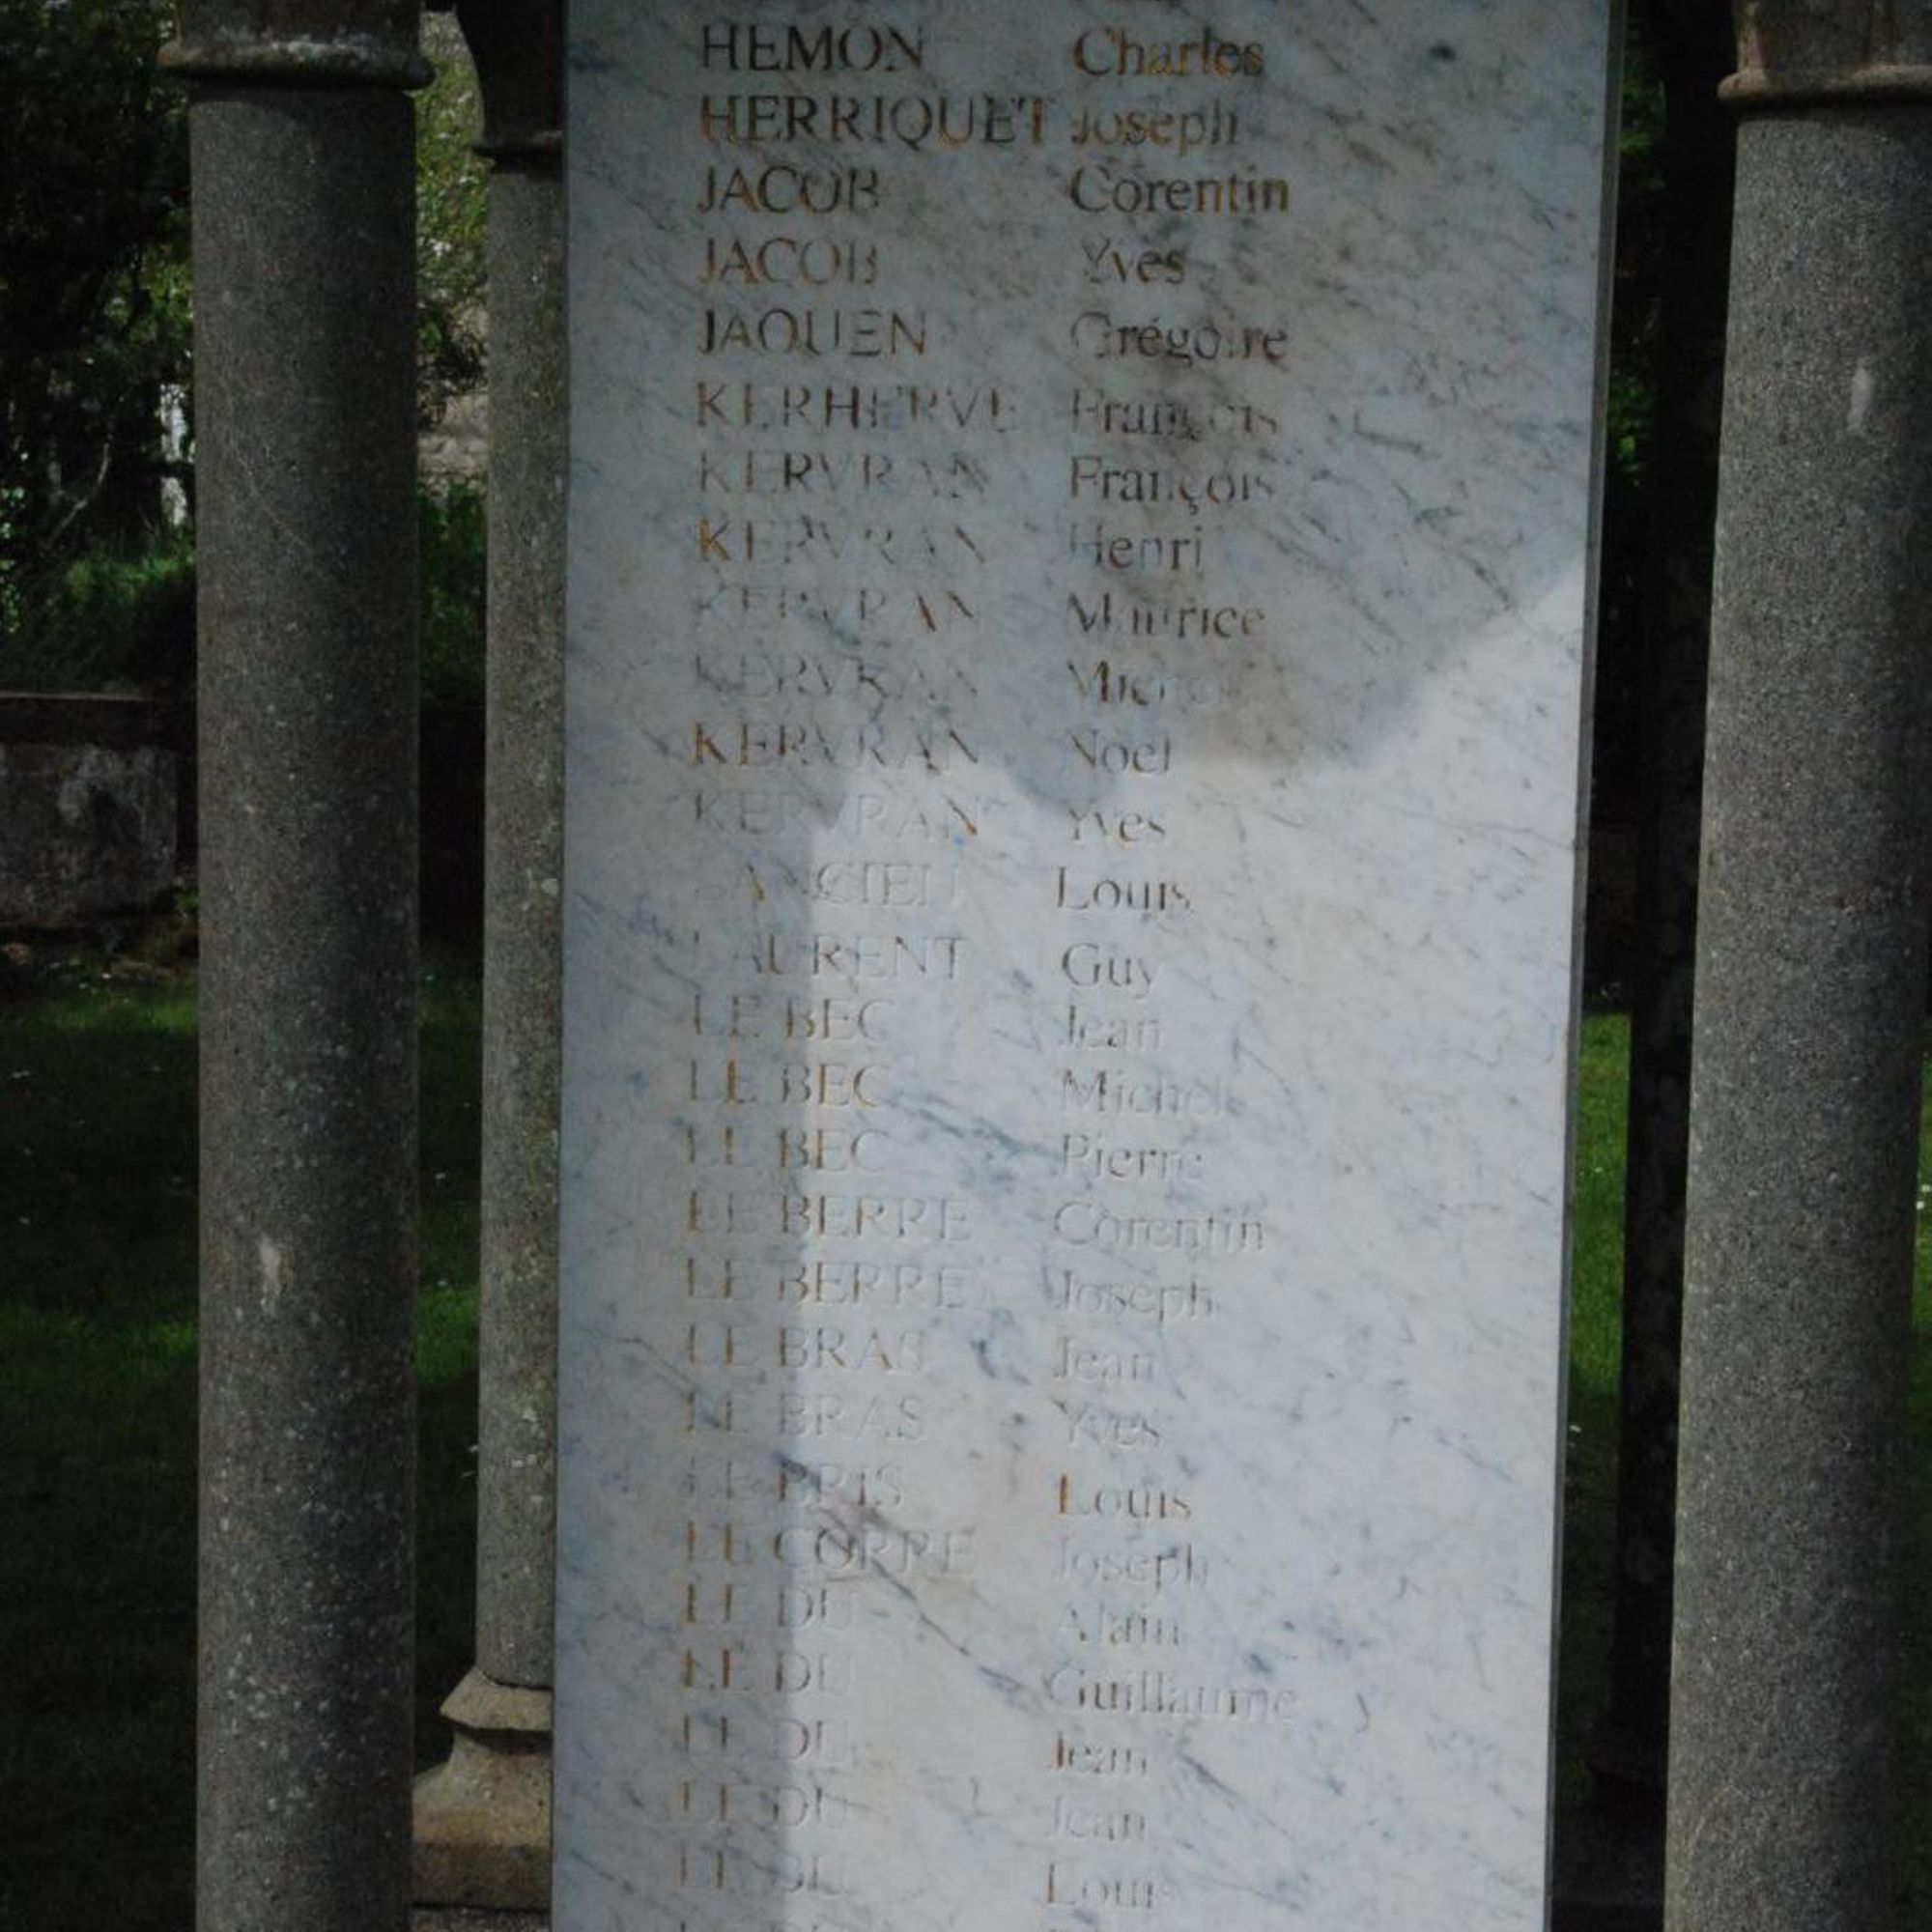 HEMON Charles
HERRIQUET Joseph
JACOB Corentin
JACOB Yves
JAOUEN Grégoire
KERHERVE François
KERVRAN François
KERVRAN Henri
KERVRAN Maurice
KERVRAN
KERVRAN Noel
KERVRAN Yves
LANCIEN Louis
LAURENT Guy
LE BEC Jean
LE BEC Michel
LE BEC Pierre
LE BERRE Corentin
LE BERRE Joseph
LE BRAS Jean
LE BRAS Yves
LE BRIS Louis
LE CORRE Joseph
LE DU Alain
LE DU Guillaume
LE DU Jean
LE DU Jean
LE DU Louis